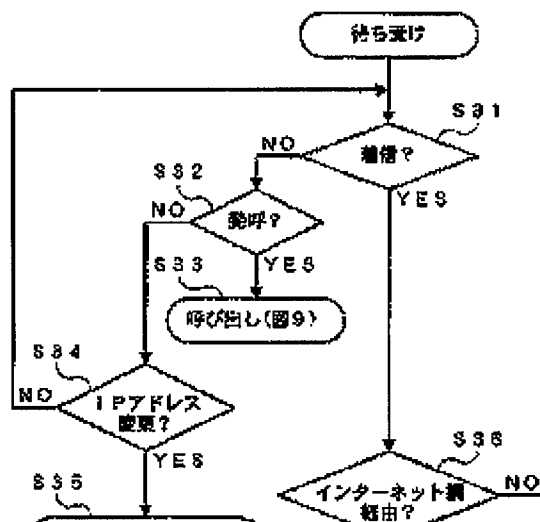 待ち受け
S31
着信?
NO
YES
S32
発呼?
NO
YES
S33
呼び出し(図9)
S34
IPアドレス
変更?
NO
YES
S35
S36
インターネット網
経由?
NO